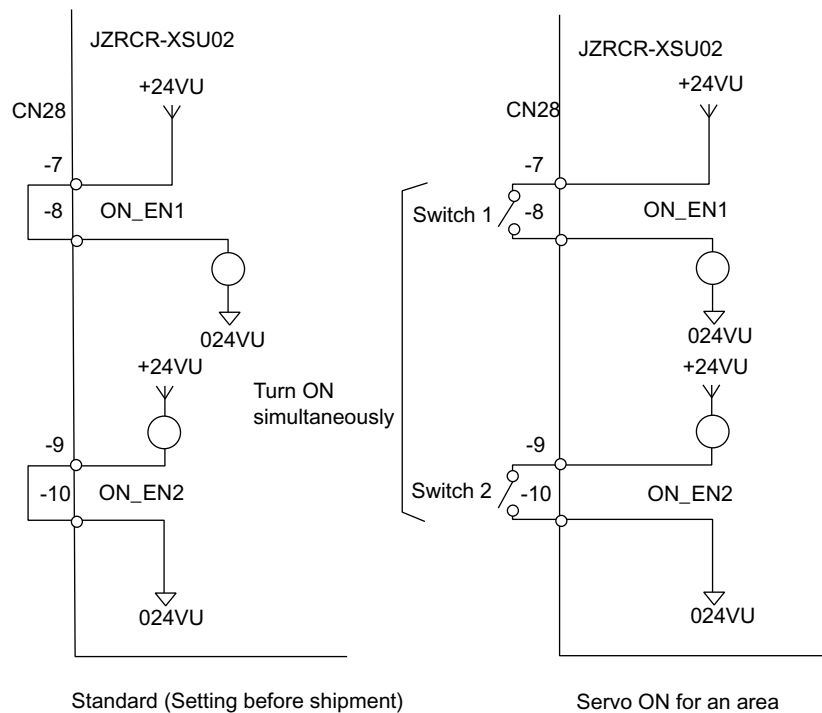 JZRCR-XSU02
+24VU
CN28
-7
-8
ON_EN1
024VU
+24VU
-9
-10
ON_EN2
024VU
Standard (Setting before shipment)
Turn ON
simultaneously
Switch 1
Switch 2
JZRCR-XSU02
+24VU
CN28
-7
-8
ON_EN1
024VU
+24VU
-9
-10
ON_EN2
024VU
Servo ON for an area